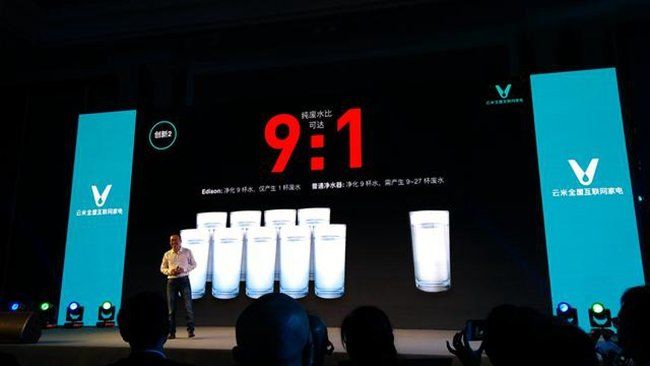 创新2
纯废水比
可达
9:1
Edison: 净化 9 杯水, 仅产生 1 杯废水 普通净水器: 净化 9 杯水, 需产生 9~27 杯废水
云米全屋互联网家电
云米全屋互联网家电
云米全屋互联网家电